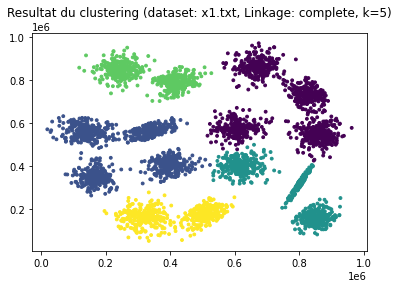 Resultat du clustering (dataset: x1.txt, Linkage: complete, k=5)
1e6
1.0
0.8
0.6
0.4
0.2
0.0 0.2 0.4 0.6 0.8 1.0
1e6